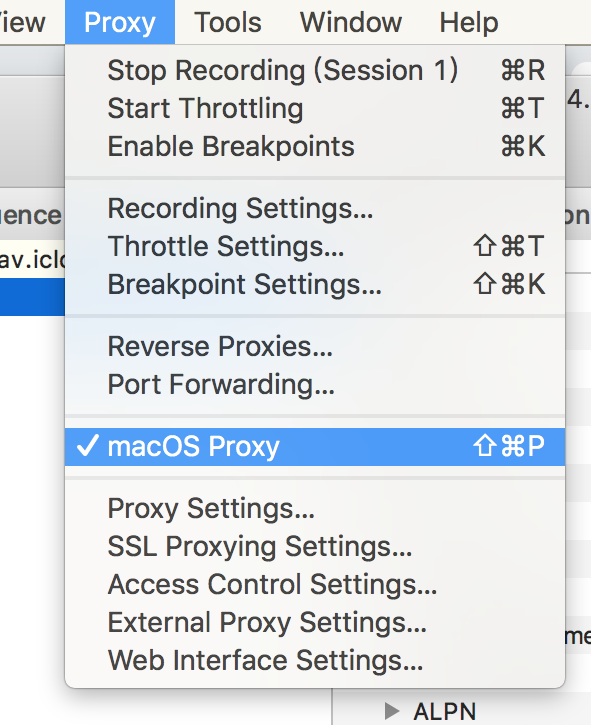 iew Proxy Tools Window Help
Stop Recording (Session 1) ⌘R
4.
Start Throttling ⌘T
Enable Breakpoints ⌘K
Recording Settings...
uence
on
Throttle Settings... ⇧⌘T
av.iclo
Breakpoint Settings... ⇧⌘K
Reverse Proxies...
Port Forwarding...
✓ macOS Proxy ⇧⌘P
Proxy Settings...
SSL Proxying Settings...
Access Control Settings...
External Proxy Settings...
me
Web Interface Settings...
ALPN